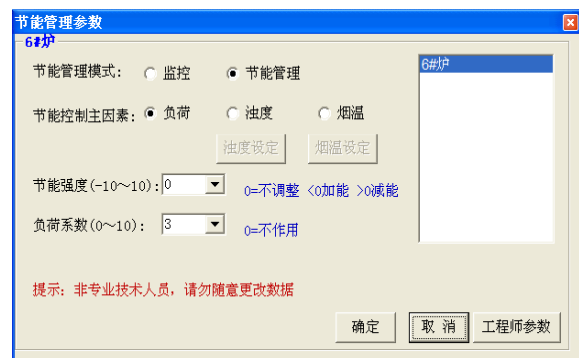 节能管理参数
6#炉
节能管理模式: 监控 节能管理
6#炉
节能控制主因素: 负荷 浊度 烟温
浊度设定 烟温设定
节能强度(-10～10): 0 0=不调整 <0加能 >0减能
负荷系数(0～10): 3 0=不作用
提示: 非专业技术人员, 请勿随意更改数据
确定 取 消 工程师参数